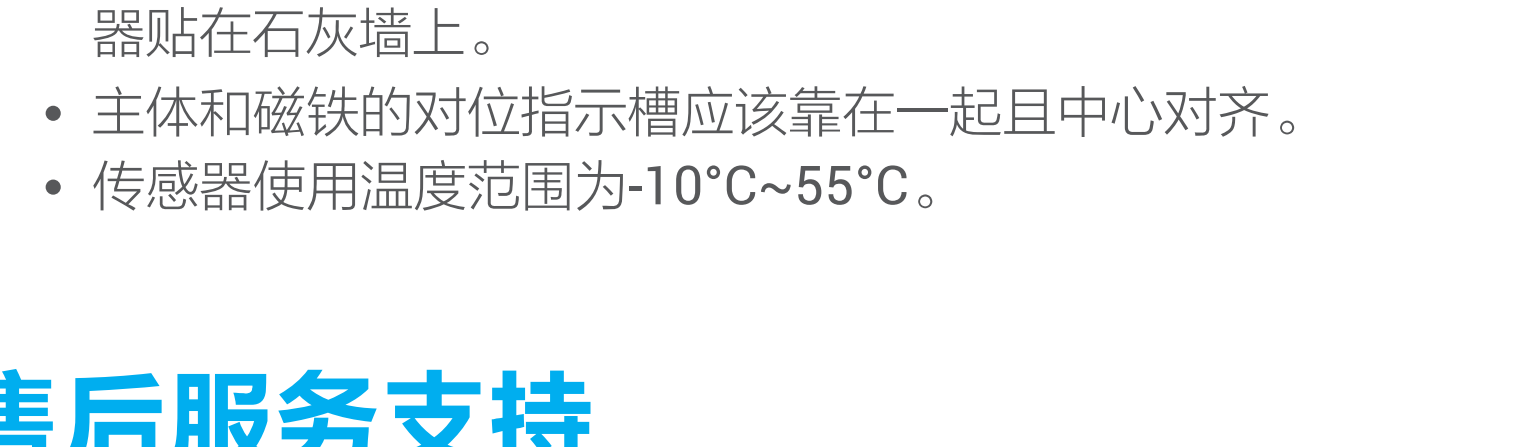 器贴在石灰墙上。
• 主体和磁铁的对位指示槽应该靠在一起且中心对齐。
• 传感器使用温度范围为-10°C~55°C。
售后服务支持